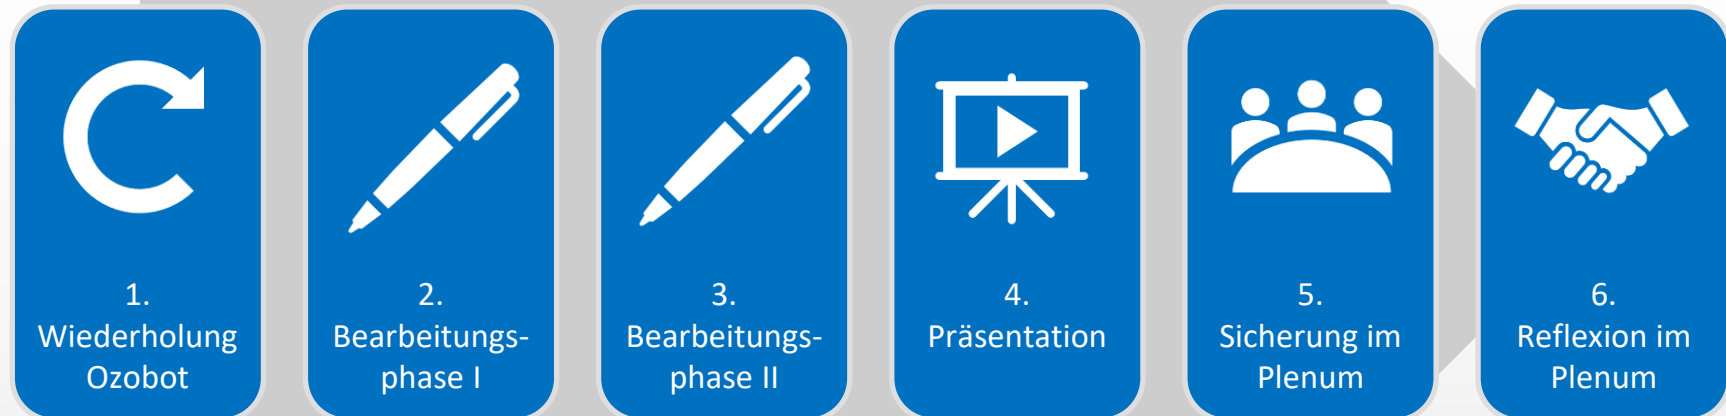 1.
Wiederholung
Ozobot
2.
Bearbeitungs-
phase I
3.
Bearbeitungs-
phase II
4.
Präsentation
5.
Sicherung im
Plenum
6.
Reflexion im
Plenum